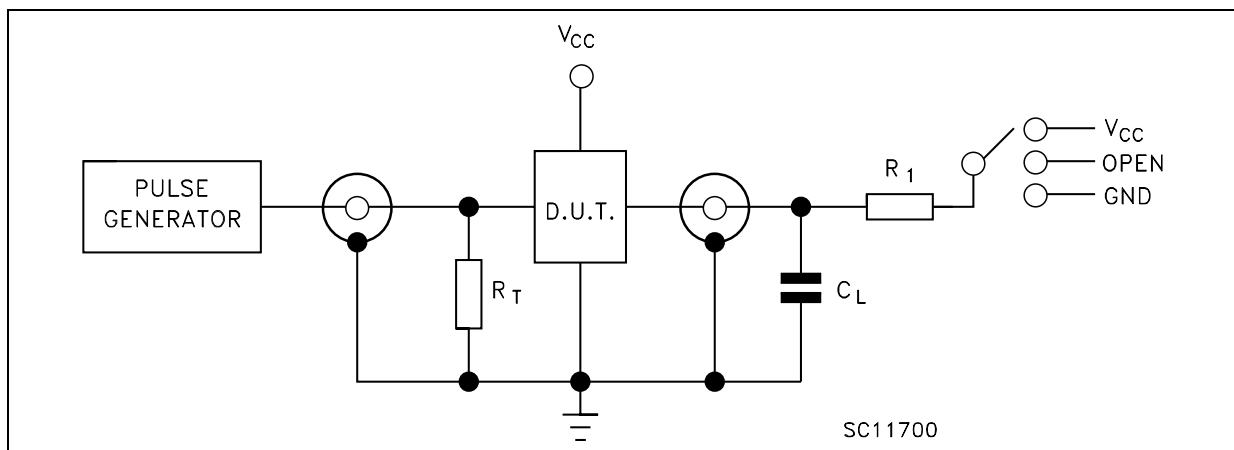 VCC
PULSE
GENERATOR
RT
D.U.T.
CL
R1
VCC
OPEN
GND
SC11700